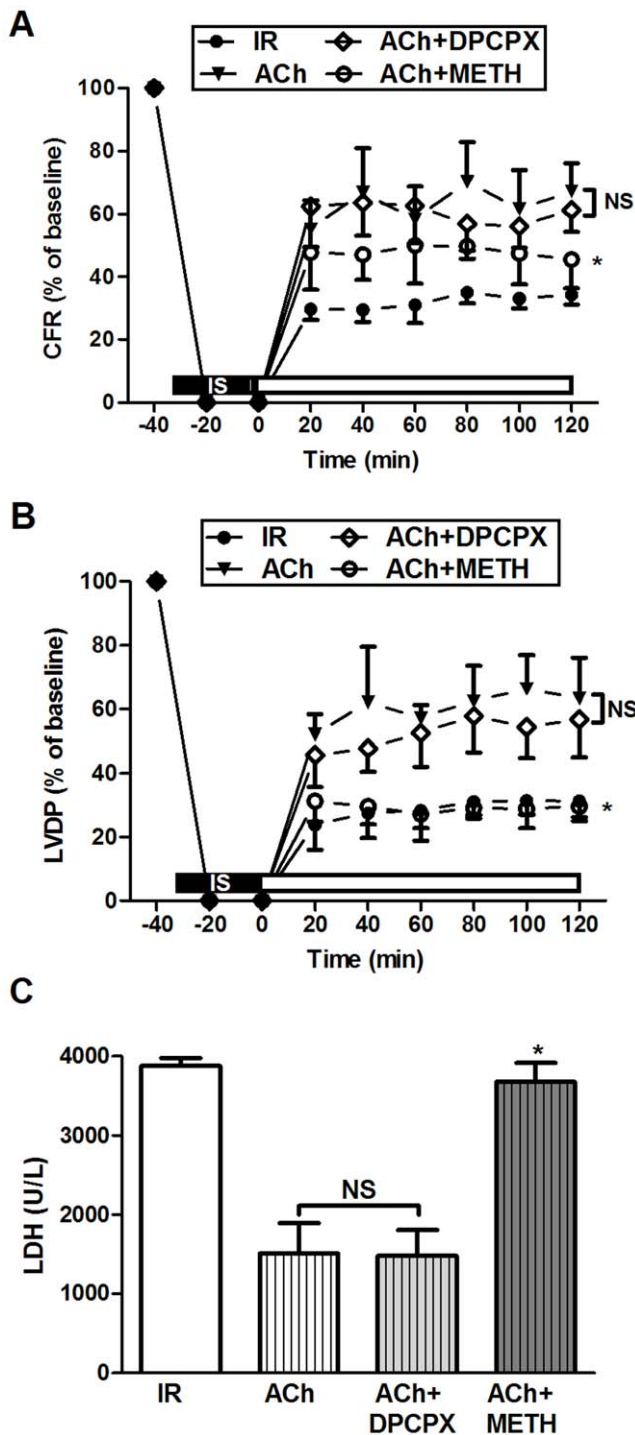 A
IR ACh+DPCPX
ACh ACh+METH
CFR (% of baseline)
100
80
60
40
20
0
NS
*
IS
-40 -20 0 20 40 60 80 100 120
Time (min)
B
IR ACh+DPCPX
ACh ACh+METH
LVDP (% of baseline)
100
80
60
40
20
0
NS
*
IS
-40 -20 0 20 40 60 80 100 120
Time (min)
C
LDH (U/L)
4000
3000
2000
1000
0
NS
*
IR ACh ACh+ ACh+
DPCPX METH